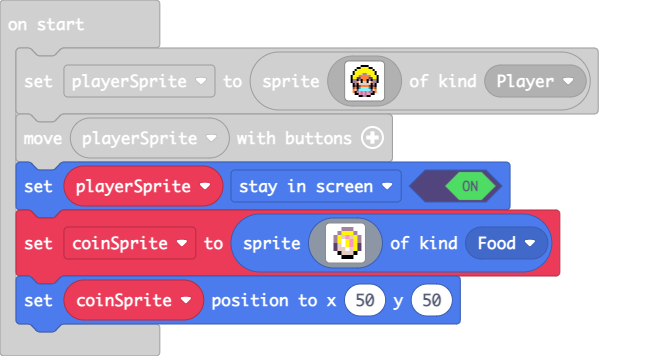 on start
set playerSprite to sprite of kind Player
move playerSprite with buttons
set playerSprite stay in screen ON
set coinSprite to sprite of kind Food
set coinSprite position to x 50 y 50